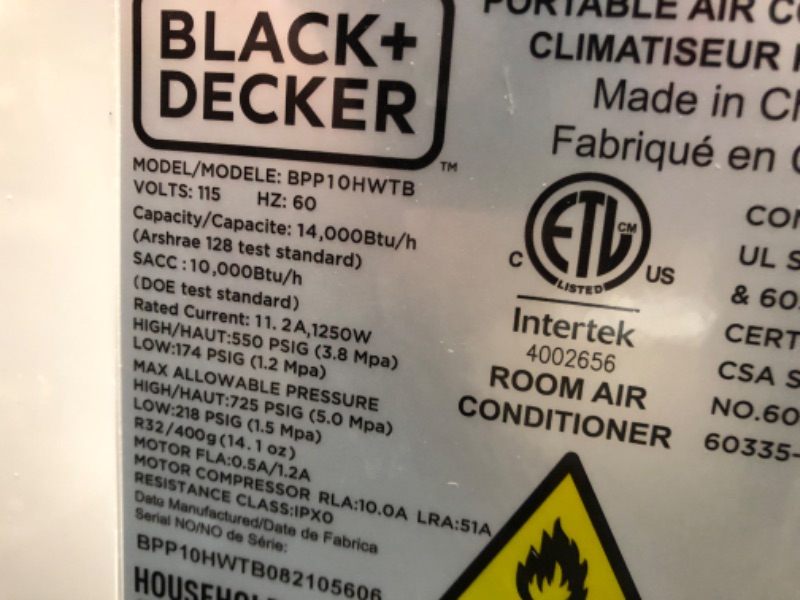 BLACK+
DECKER
TM
MODEL/MODELE: BPP10HWTB
VOLTS: 115 HZ: 60
Capacity/Capacite: 14,000Btu/h
(Arshrae 128 test standard)
SACC : 10,000Btu/h
(DOE test standard)
Rated Current: 11. 2A,1250W
HIGH/HAUT:550 PSIG (3.8 Mpa)
LOW:174 PSIG (1.2 Mpa)
MAX ALLOWABLE PRESSURE
HIGH/HAUT:725 PSIG (5.0 Mpa)
LOW:218 PSIG (1.5 Mpa)
R32/400g (14. 1 oz)
MOTOR FLA:0.5A/1.2A
MOTOR COMPRESSOR RLA:10.0A LRA:51A
RESISTANCE CLASS:IPX0
Date Manufactured/Date de Fabrica
Serial NO/NO de Série:
BPP10HWTB082105606
PORTABLE AIR
CLIMATISEUR
Made in
Fabriqué en
C ETL CM US
LISTED
Intertek
4002656
ROOM AIR
CONDITIONER
UL S
& 60
CERT
CSA S
NO.60
60335-